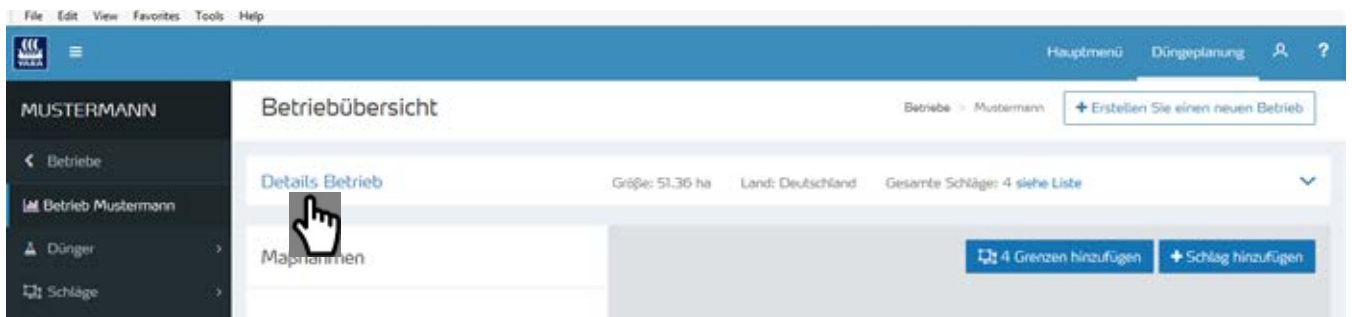 File Edit View Favorites Tools Help
YARA
Hauptmenü Düngeplanung ?
MUSTERMANN
Betriebübersicht
Betriebe > Mustermann
+ Erstellen Sie einen neuen Betrieb
Betriebe
Details Betrieb
Größe: 51.36 ha Land: Deutschland Gesamte Schläge: 4 siehe Liste
Betrieb Mustermann
Dünger
Maßnahmen
4 Grenzen hinzufügen
+ Schlag hinzufügen
Schläge